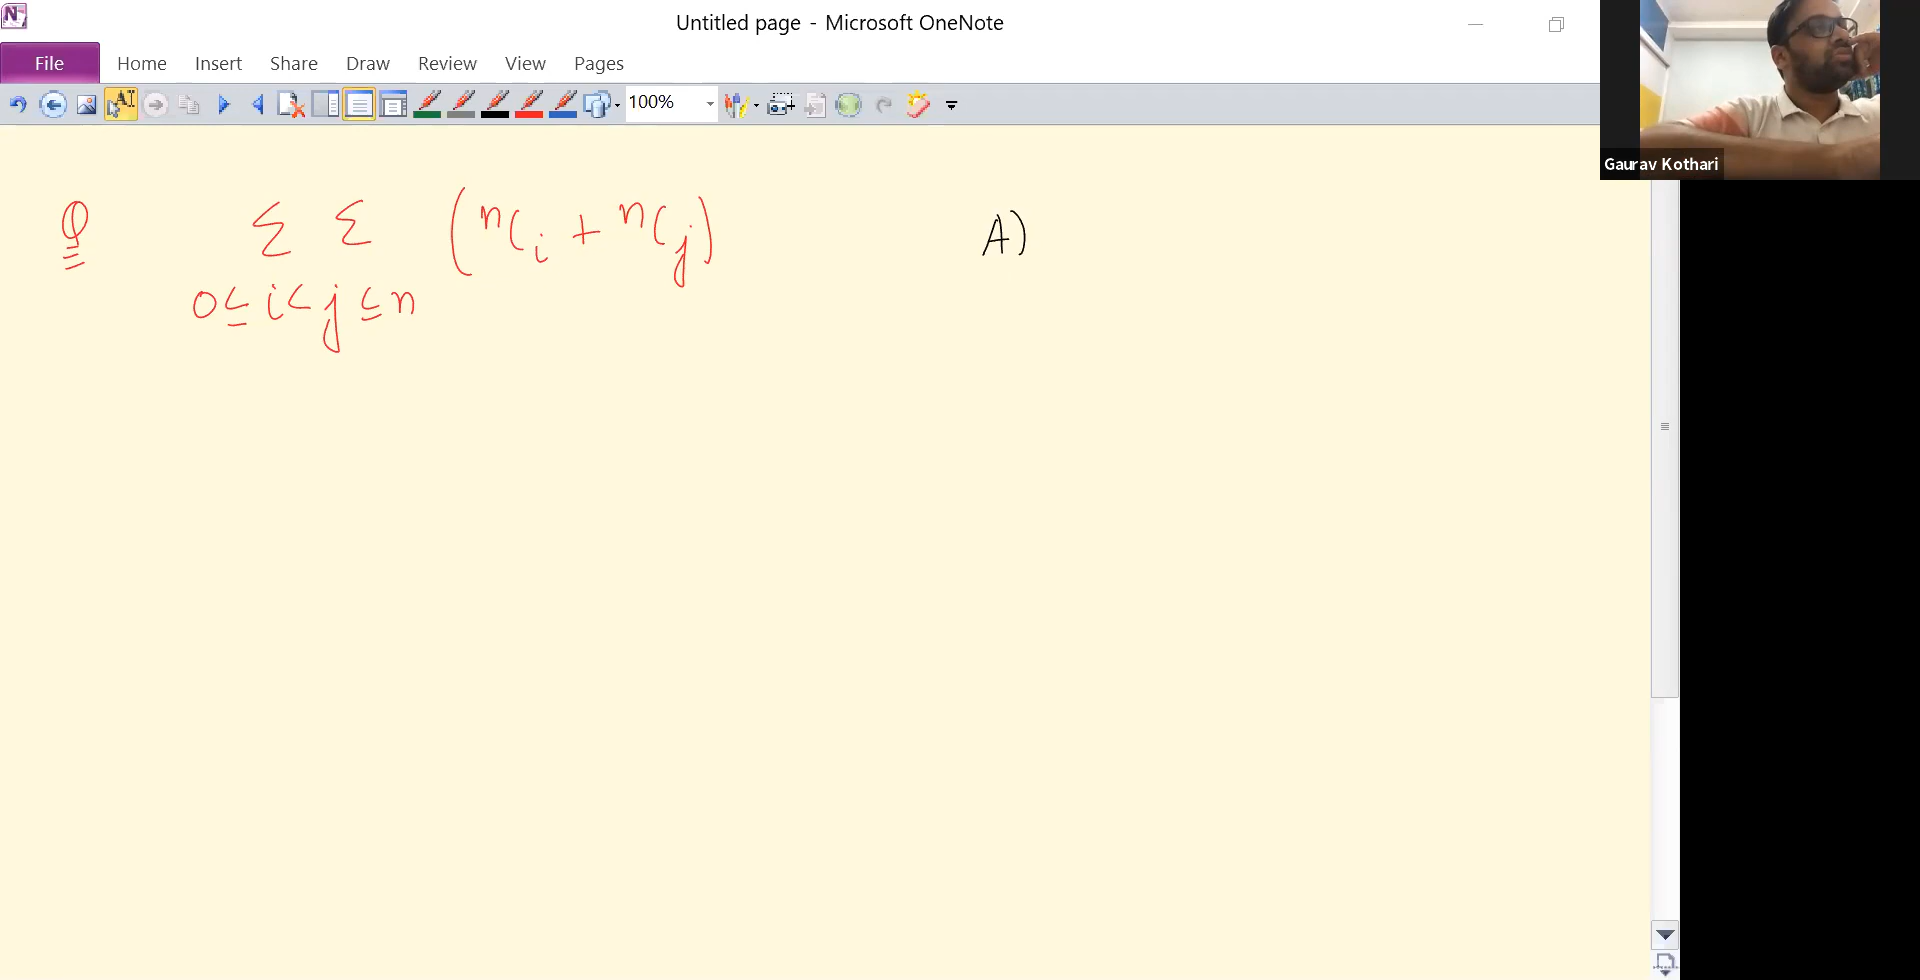 Untitled page - Microsoft OneNote
File Home Insert Share Draw Review View Pages
100%
Gaurav Kothari
Q Σ Σ (ⁿCᵢ + ⁿCⱼ) A)
0≤i<j≤n